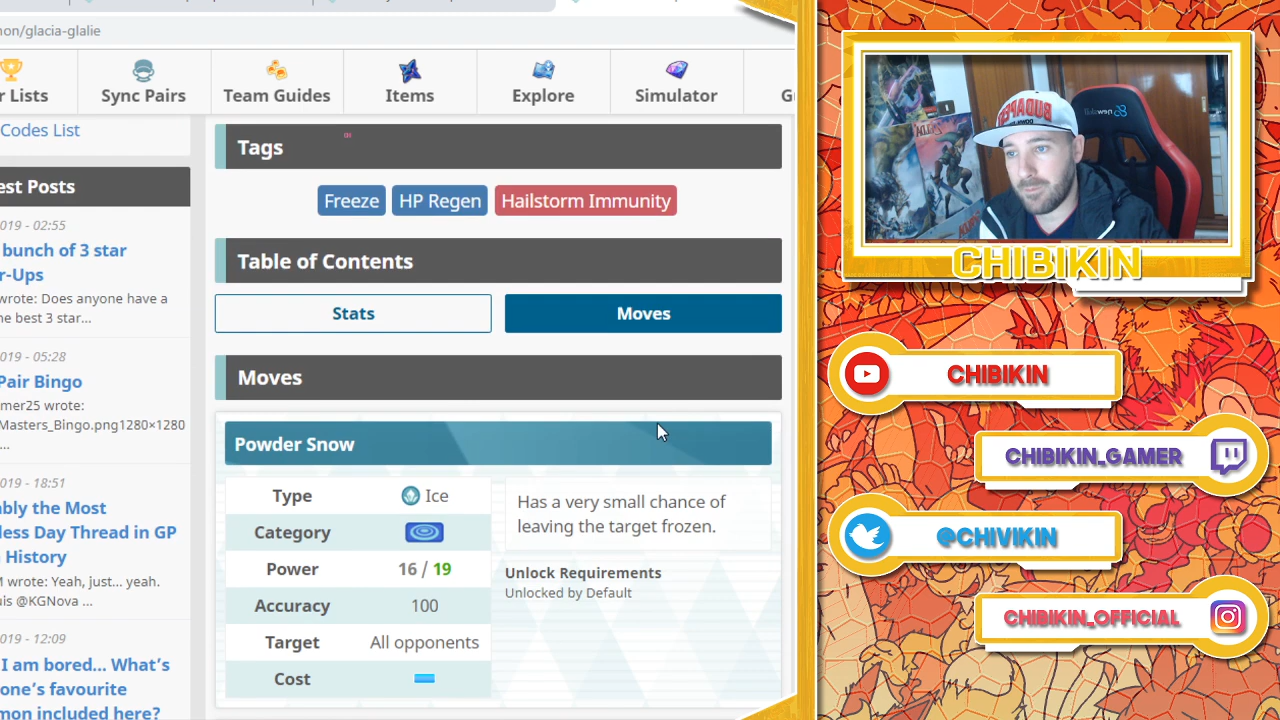 non/glacia-glalie
r Lists
Sync Pairs
Team Guides
Items
Explore
Simulator
Gu
Codes List
est Posts
019 - 02:55
bunch of 3 star
r-Ups
wrote: Does anyone have a
he best 3 star...
019 - 05:28
Pair Bingo
mer25 wrote:
Masters_Bingo.png1280×1280
...
019 - 18:51
ably the Most
less Day Thread in GP
History
M wrote: Yeah, just... yeah.
uis @KGNova ...
019 - 12:09
I am bored... What's
one's favourite
mon included here?
Tags
Freeze
HP Regen
Hailstorm Immunity
Table of Contents
Stats
Moves
Moves
Powder Snow
Type Ice
Category
Power 16 / 19
Accuracy 100
Target All opponents
Cost
Has a very small chance of
leaving the target frozen.
Unlock Requirements
Unlocked by Default
BUDAPEST
CHIBIKIN
CHIBIKIN
CHIBIKIN_GAMER
@CHIVIKIN
CHIBIKIN_OFFICIAL